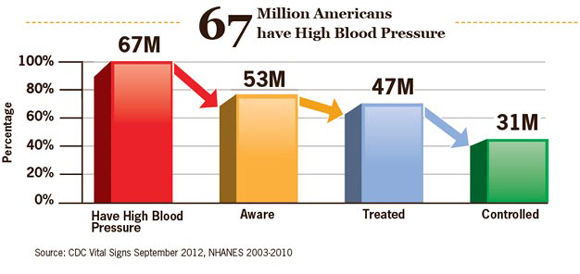 67 Million Americans
have High Blood Pressure
Percentage
100%
80%
60%
40%
20%
0%
67M
53M
47M
31M
Have High Blood
Pressure
Aware
Treated
Controlled
Source: CDC Vital Signs September 2012, NHANES 2003-2010